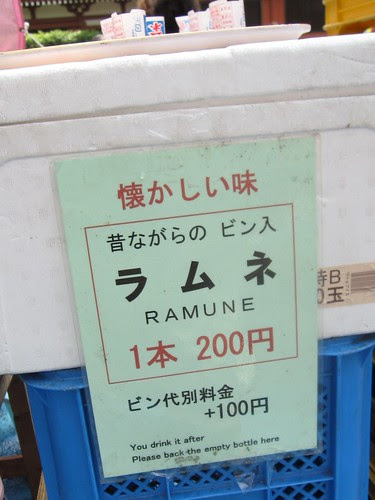 懐かしい味
昔ながらの ビン入
ラムネ
RAMUNE
1本 200円
ビン代別料金
+100円
You drink it after
Please back the empty bottle here
B
玉